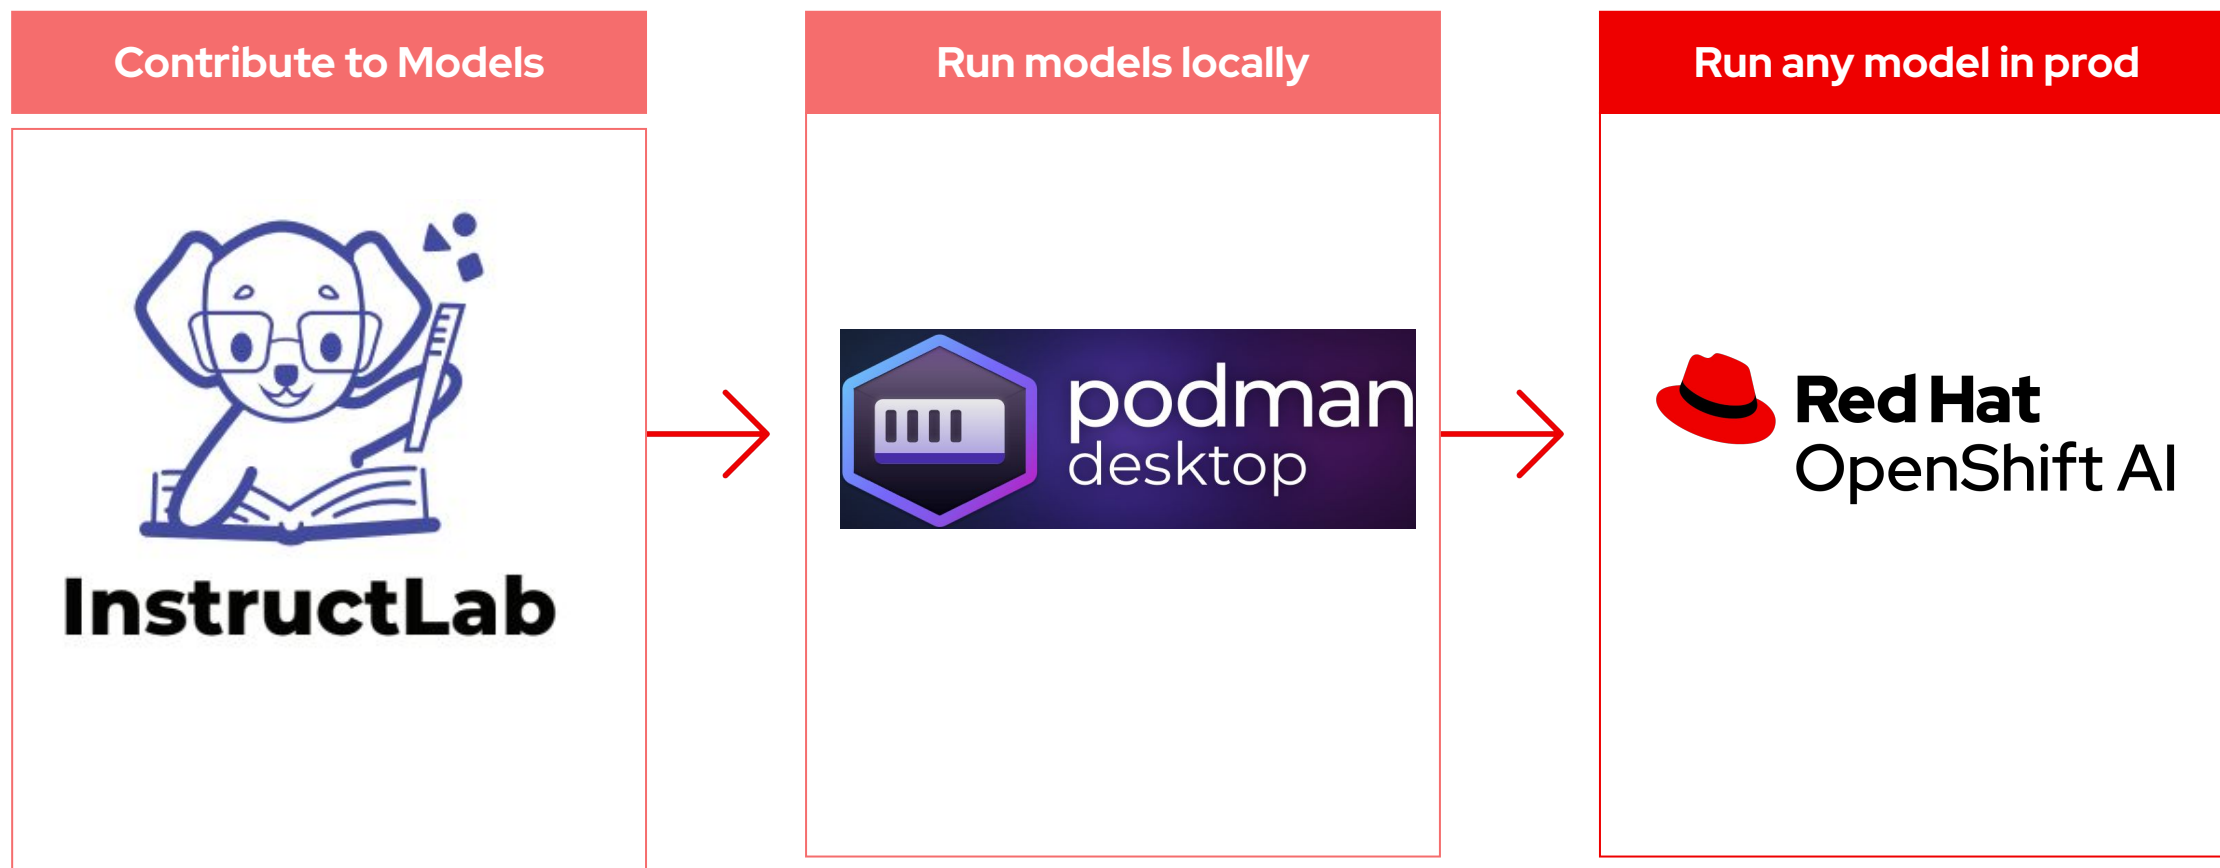 Contribute to Models
Run models locally
Run any model in prod
InstructLab
podman
desktop
Red Hat
OpenShift AI